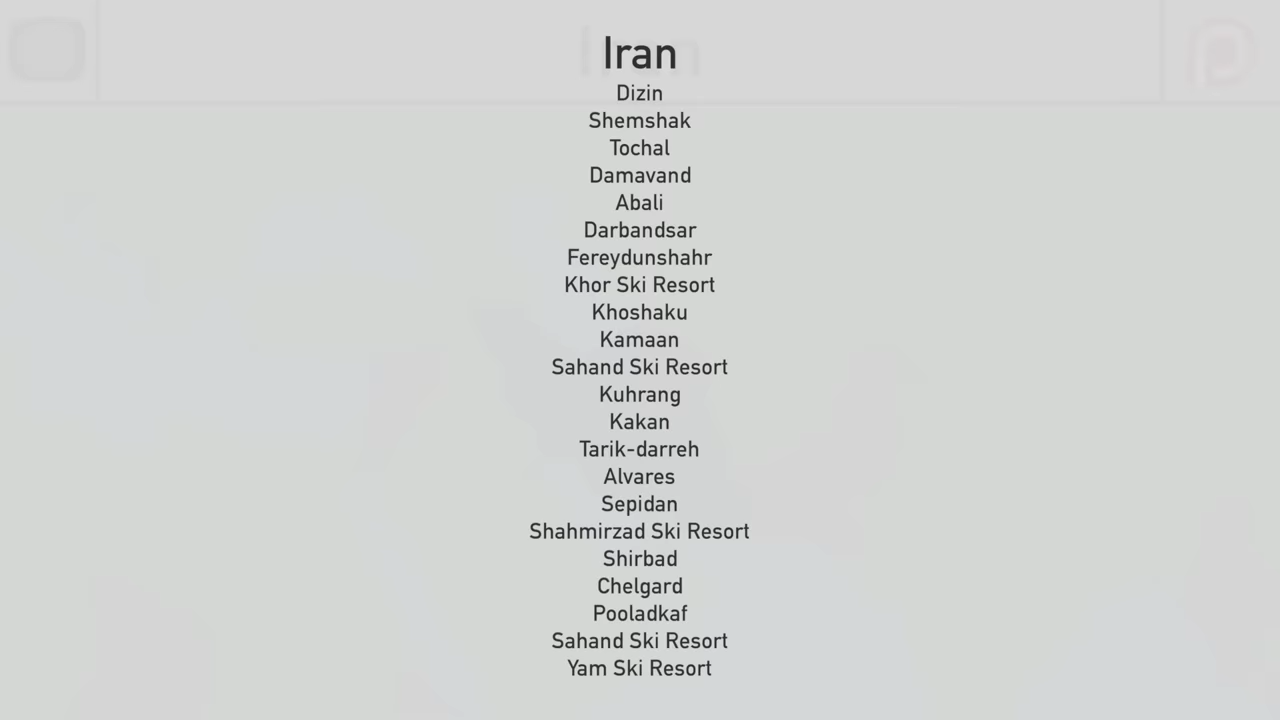 Iran
Dizin
Shemshak
Tochal
Damavand
Abali
Darbandsar
Fereydunshahr
Khor Ski Resort
Khoshaku
Kamaan
Sahand Ski Resort
Kuhrang
Kakan
Tarik-darreh
Alvares
Sepidan
Shahmirzad Ski Resort
Shirbad
Chelgard
Pooladkaf
Sahand Ski Resort
Yam Ski Resort